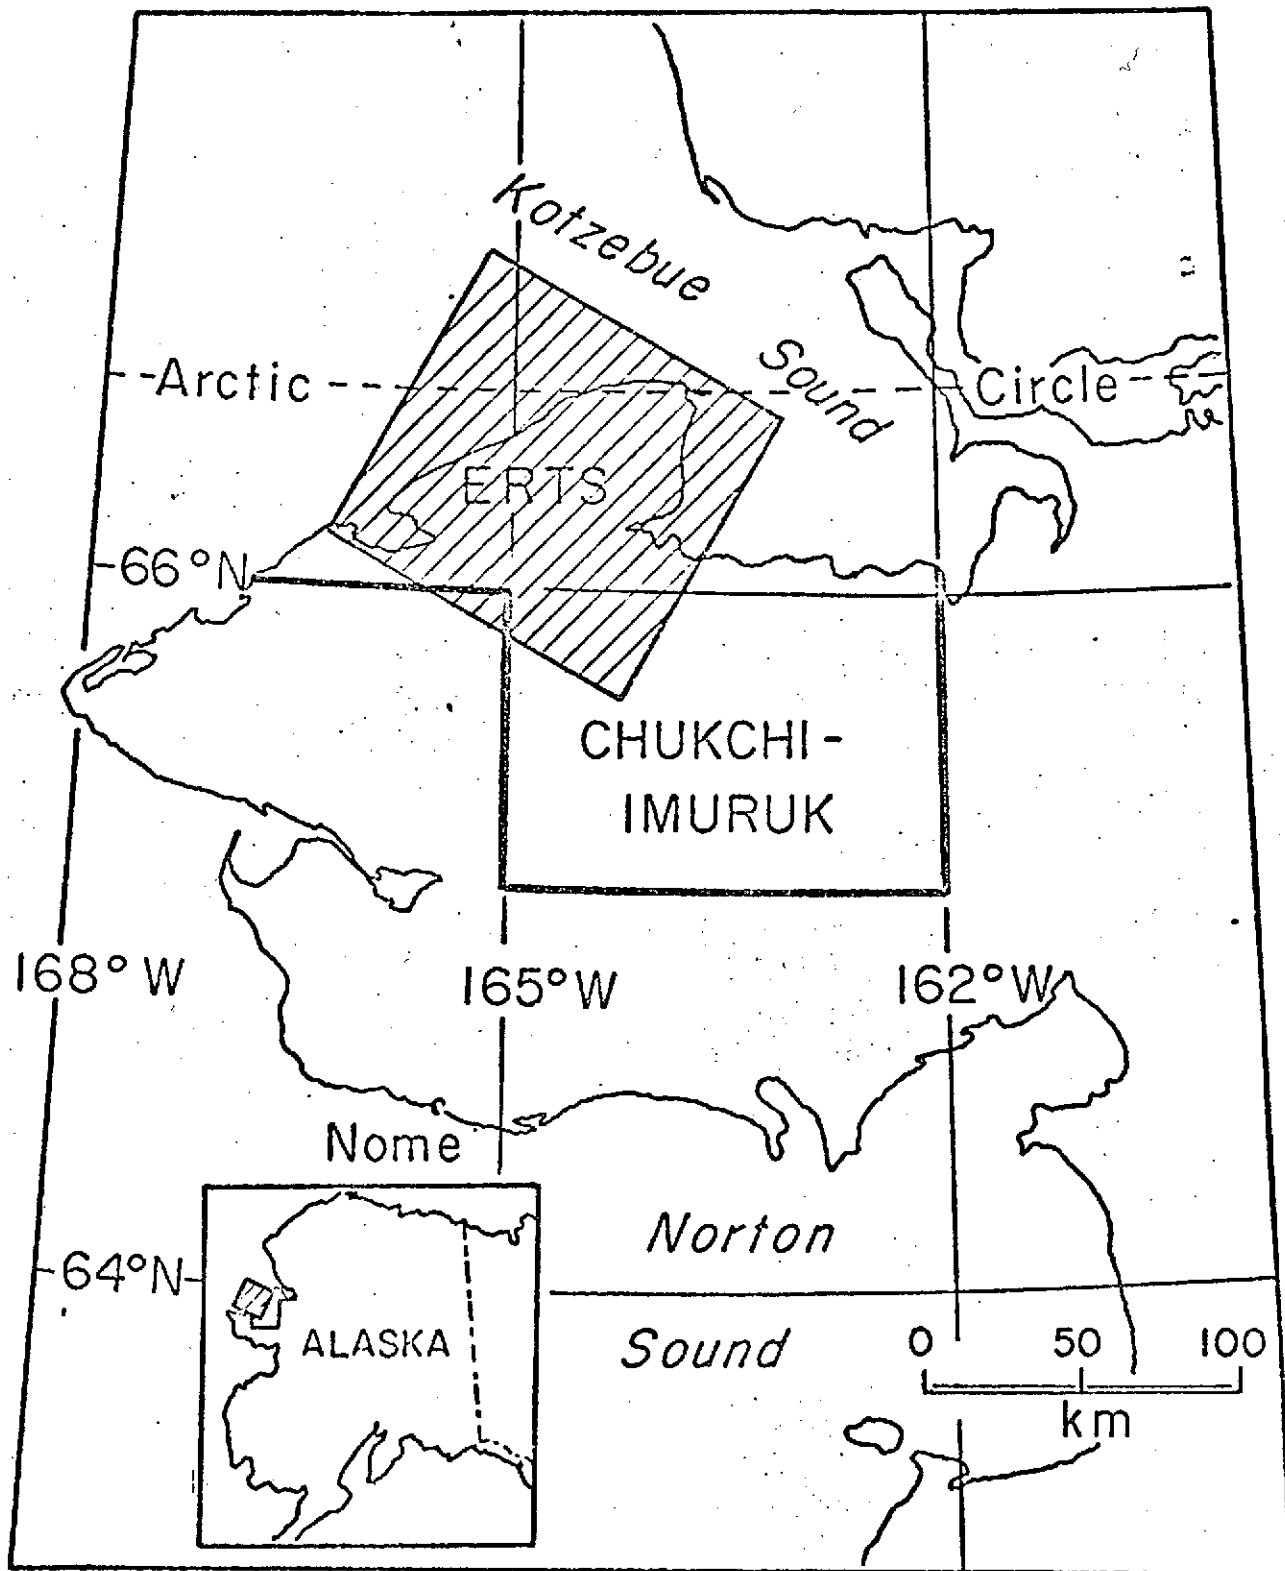 Kotzebue
Sound
Arctic
Circle
ERTS
66°N
CHUKCHI-
IMURUK
168°W
165°W
162°W
Nome
Norton
Sound
64°N
ALASKA
0 50 100
km